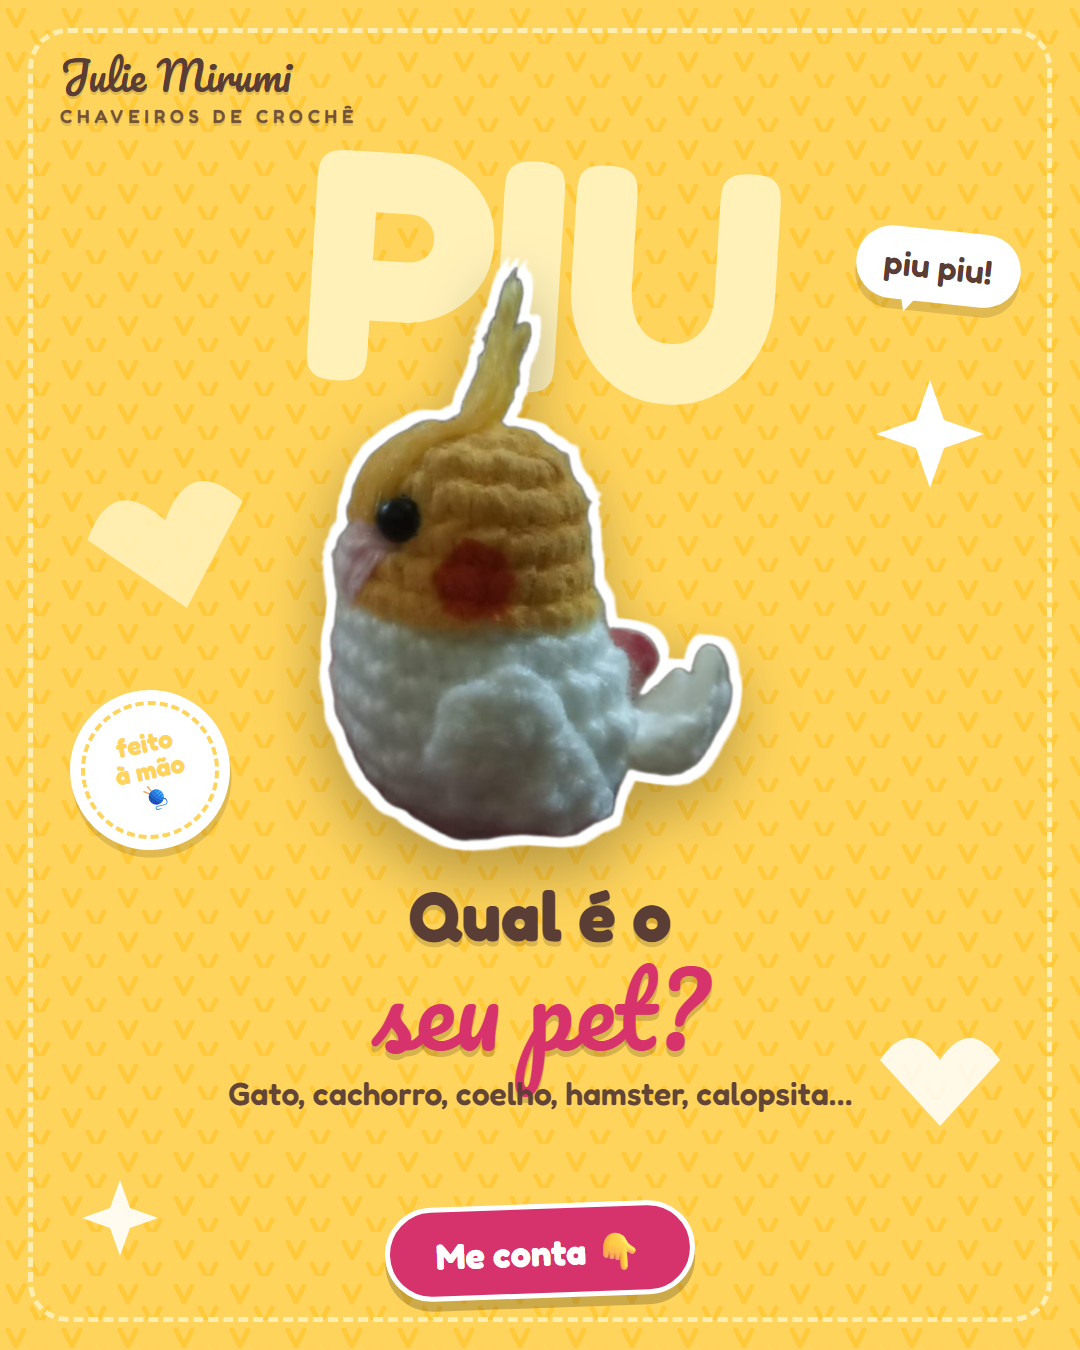 Julie Mirumi
CHAVEIROS DE CROCHÊ
PIU
piu piu!
feito
à mão
Qual é o
seu pet?
Gato, cachorro, coelho, hamster, calopsita...
Me conta 👇